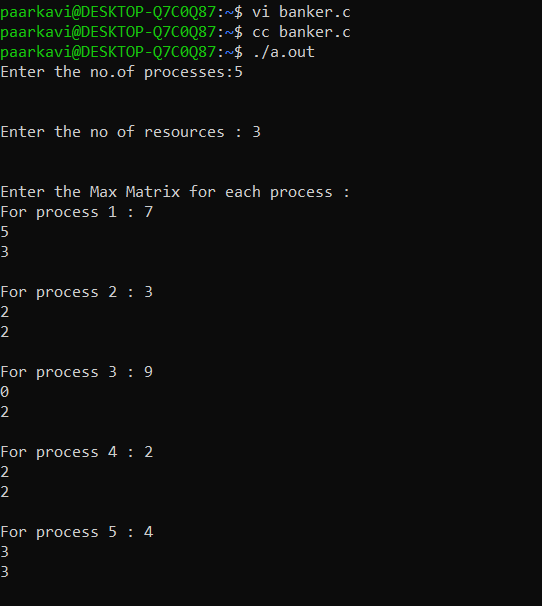 paarkavi@DESKTOP-Q7C0Q87:~$ vi banker.c
paarkavi@DESKTOP-Q7C0Q87:~$ cc banker.c
paarkavi@DESKTOP-Q7C0Q87:~$ ./a.out
Enter the no.of processes:5
Enter the no of resources : 3
Enter the Max Matrix for each process :
For process 1 : 7
5
3
For process 2 : 3
2
2
For process 3 : 9
0
2
For process 4 : 2
2
2
For process 5 : 4
3
3